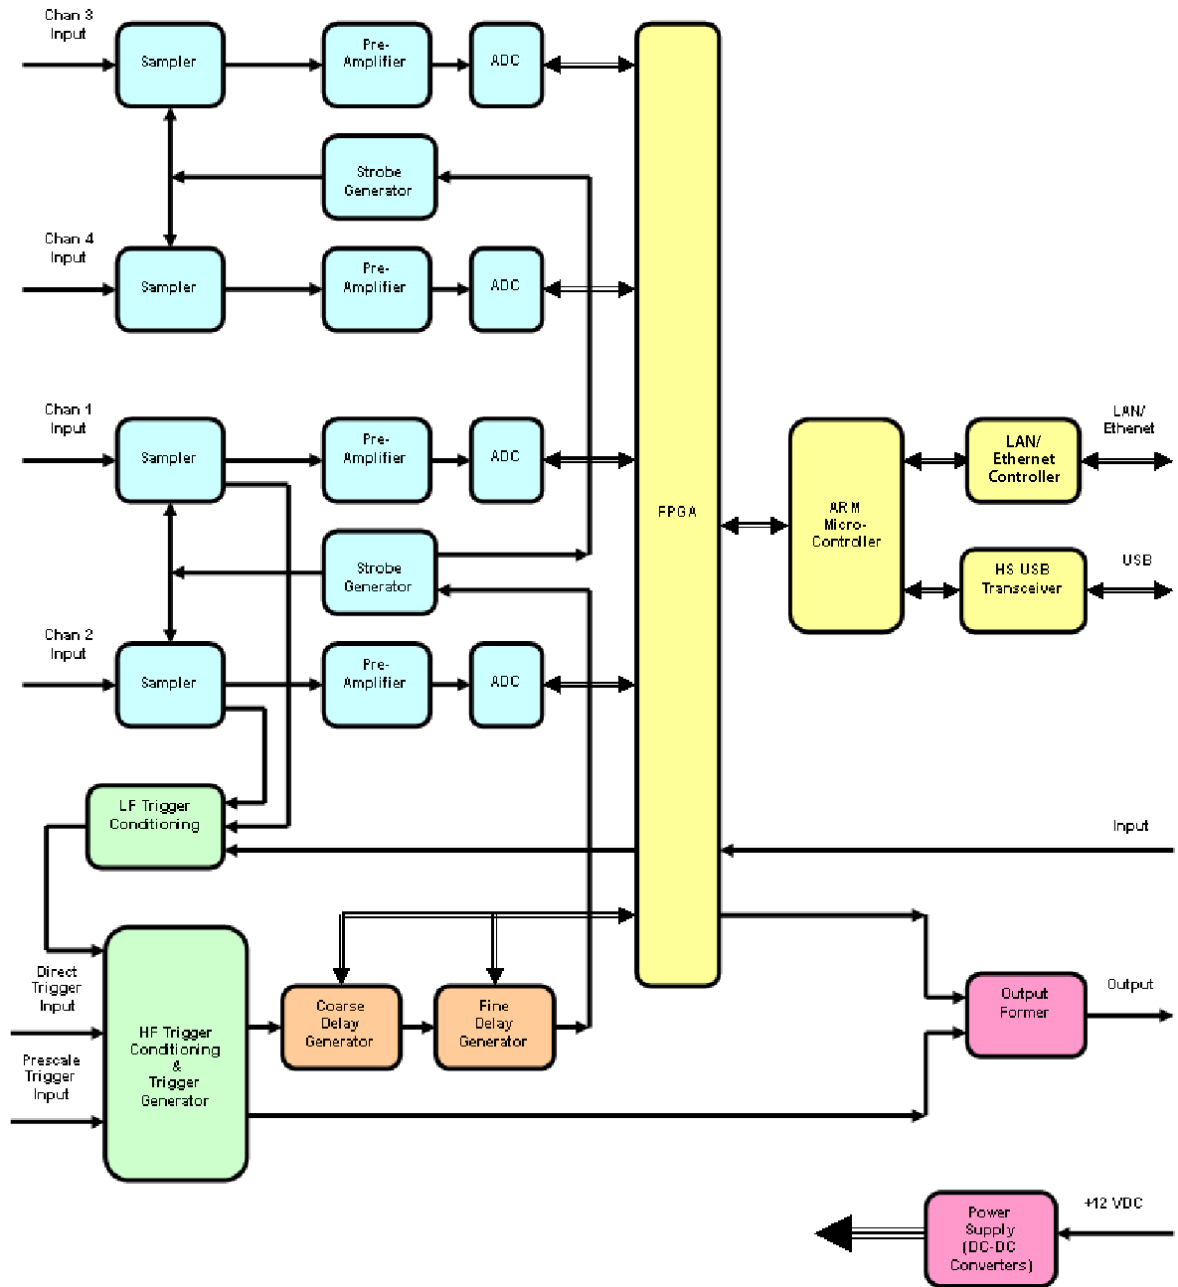 Chan 3
Input
Sampler
Pre-
Amplifier
ADC
Strobe
Generator
Chan 4
Input
Sampler
Pre-
Amplifier
ADC
Chan 1
Input
Sampler
Pre-
Amplifier
ADC
FPGA
ARM
Micro-
Controller
LAN/
Ethernet
Controller
LAN/
Ethenet
Strobe
Generator
HS USB
Transceiver
USB
Chan 2
Input
Sampler
Pre-
Amplifier
ADC
LF Trigger
Conditioning
Input
Direct
Trigger
Input
Prescale
Trigger
Input
HF Trigger
Conditioning
&
Trigger
Generator
Coarse
Delay
Generator
Fine
Delay
Generator
Output
Former
Output
Power
Supply
(DC-DC
Converters)
+12 VDC